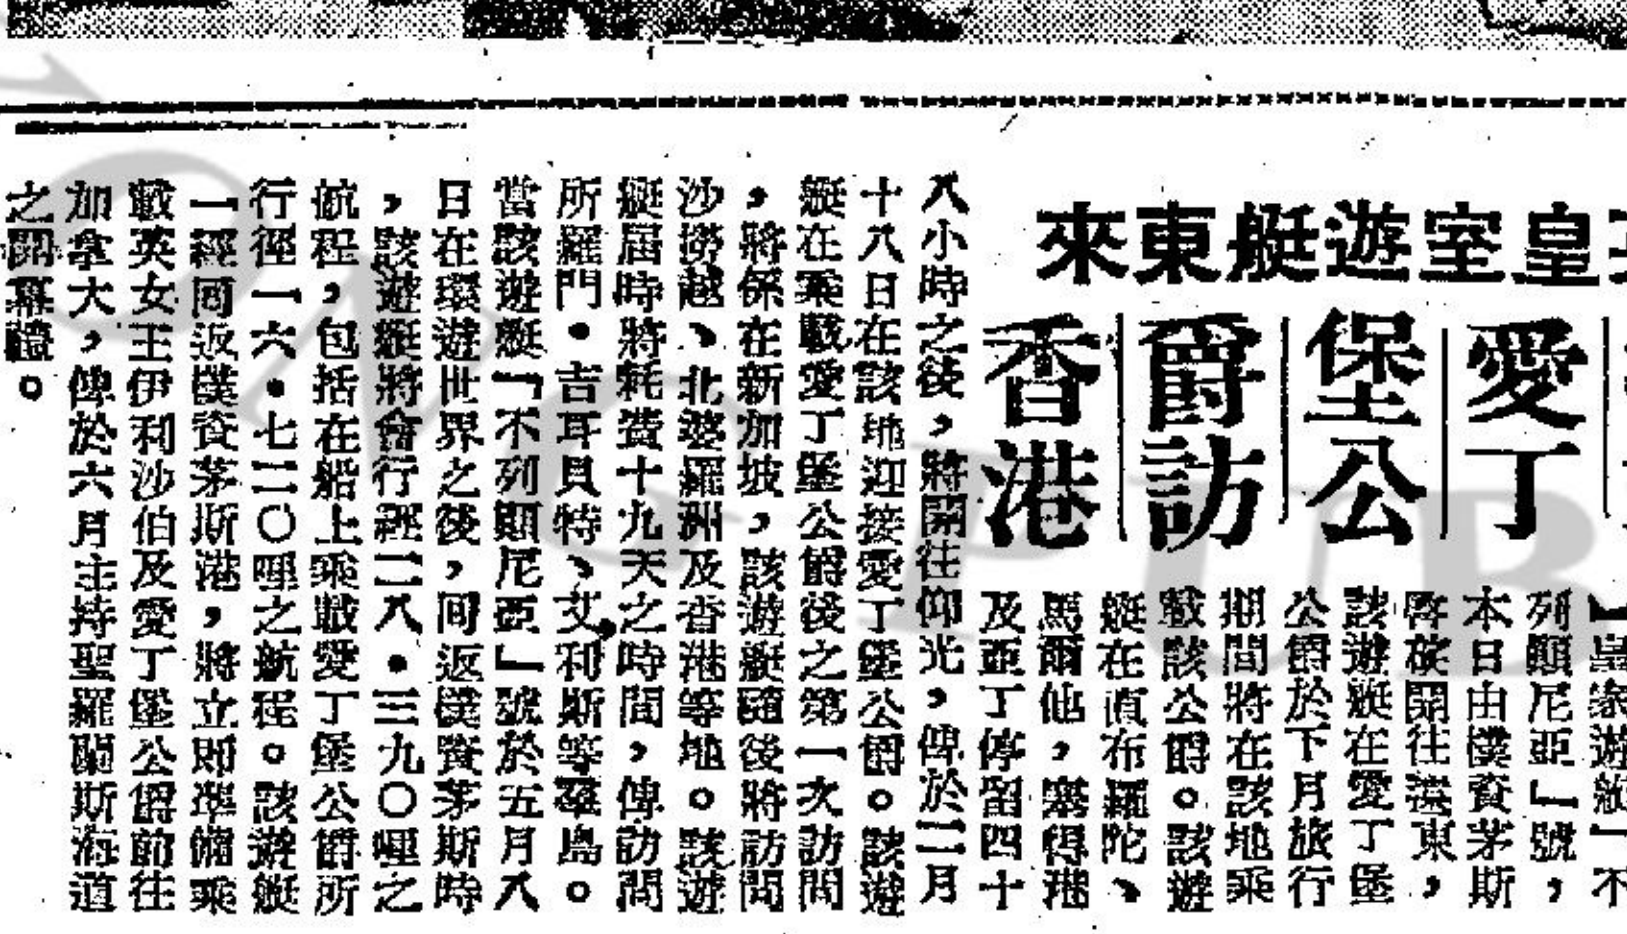 皇室遊艇東來
愛丁
堡公
爵訪
香港
」皇家遊艇「不
列顛尼亞」號,
本日由樸資茅斯
啓旋開往遠東,
該遊艇在愛丁堡
公爵於下月旅行
期間將在該地乘
載該公爵。該遊
艇在直布羅陀、
馬爾他,塞得港
及亞丁停留四十
八小時之後,將開往仰光,俾於二月
十八日在該地迎接愛丁堡公爵。該遊
艇在乘載愛丁堡公爵後之第一次訪問
,將係在新加坡,該遊艇隨後將訪問
沙撈越、北婆羅洲及香港等地。該遊
艇屆時將耗費十九天之時間,俾訪問
所羅門•吉耳貝特、艾利斯等羣島。
當該遊艇「不列顛尼亞」號於五月八
日在環遊世界之後,回返樸資茅斯時
,該遊艇將會行經二八•三九〇哩之
航程,包括在船上乘載愛丁堡公爵所
行徑一六•七二〇哩之航程。該遊艇
一經回返樸資茅斯港,將立即準備乘
載英女王伊利沙伯及愛丁堡公爵前往
加拿大,俾於六月主持聖羅蘭斯海道
之開幕禮。
ONG PUB